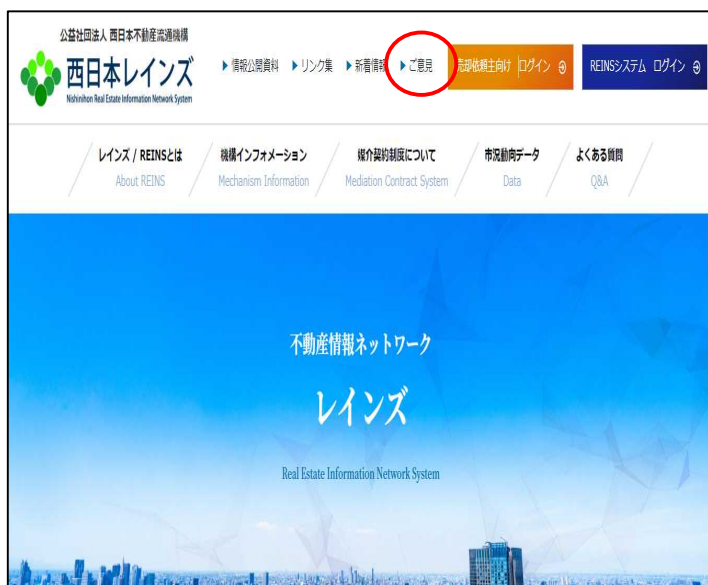 公益社団法人 西日本不動産流通機構
西日本レインズ
Nishinihon Real Estate Information Network System
情報公開資料 リンク集 新着情報 ご意見
売却依頼主向け ログイン
REINSシステム ログイン
レインズ / REINSとは
About REINS
機構インフォメーション
Mechanism Information
媒介契約制度について
Mediation Contract System
市況動向データ
Data
よくある質問
Q&A
不動産情報ネットワーク
レインズ
Real Estate Information Network System